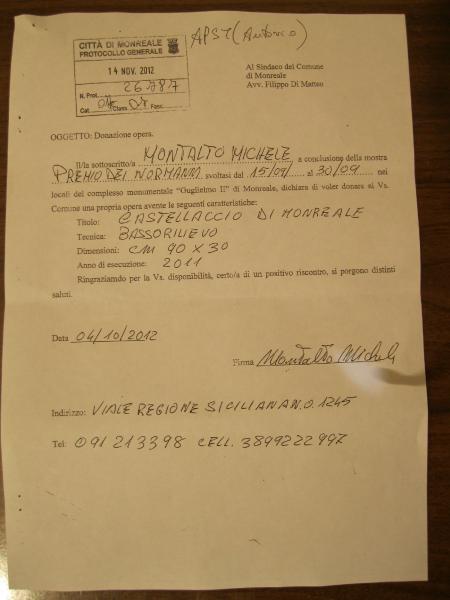 APST (Antonio)
CITTÀ DI MONREALE
PROTOCOLLO GENERALE
14 NOV. 2012
N. Prot. 26787
Cat. Class. Fasc.
Al Sindaco del Comune
di Monreale
Avv. Filippo Di Matteo
OGGETTO: Donazione opera.
Il/la sottoscritto/a MONTALTO MICHELE a conclusione della mostra
PREMIO DEI NORMANNI svoltasi dal 15/09 al 30/09 nei
locali del complesso monumentale "Guglielmo II" di Monreale, dichiara di voler donare al Vs.
Comune una propria opera avente le seguenti caratteristiche:
Titolo: CASTELLACCIO DI MONREALE
Tecnica: BASSORILIEVO
Dimensioni: CM 90 X 30
Anno di esecuzione: 2011
Ringraziando per la Vs. disponibilità, certo/a di un positivo riscontro, si porgono distinti
saluti.
Data 04/10/2012
Firma Montalto Michele
Indirizzo: VIALE REGIONE SICILIANA N.O. 1245
Tel: 091 213398 CELL. 3899222997